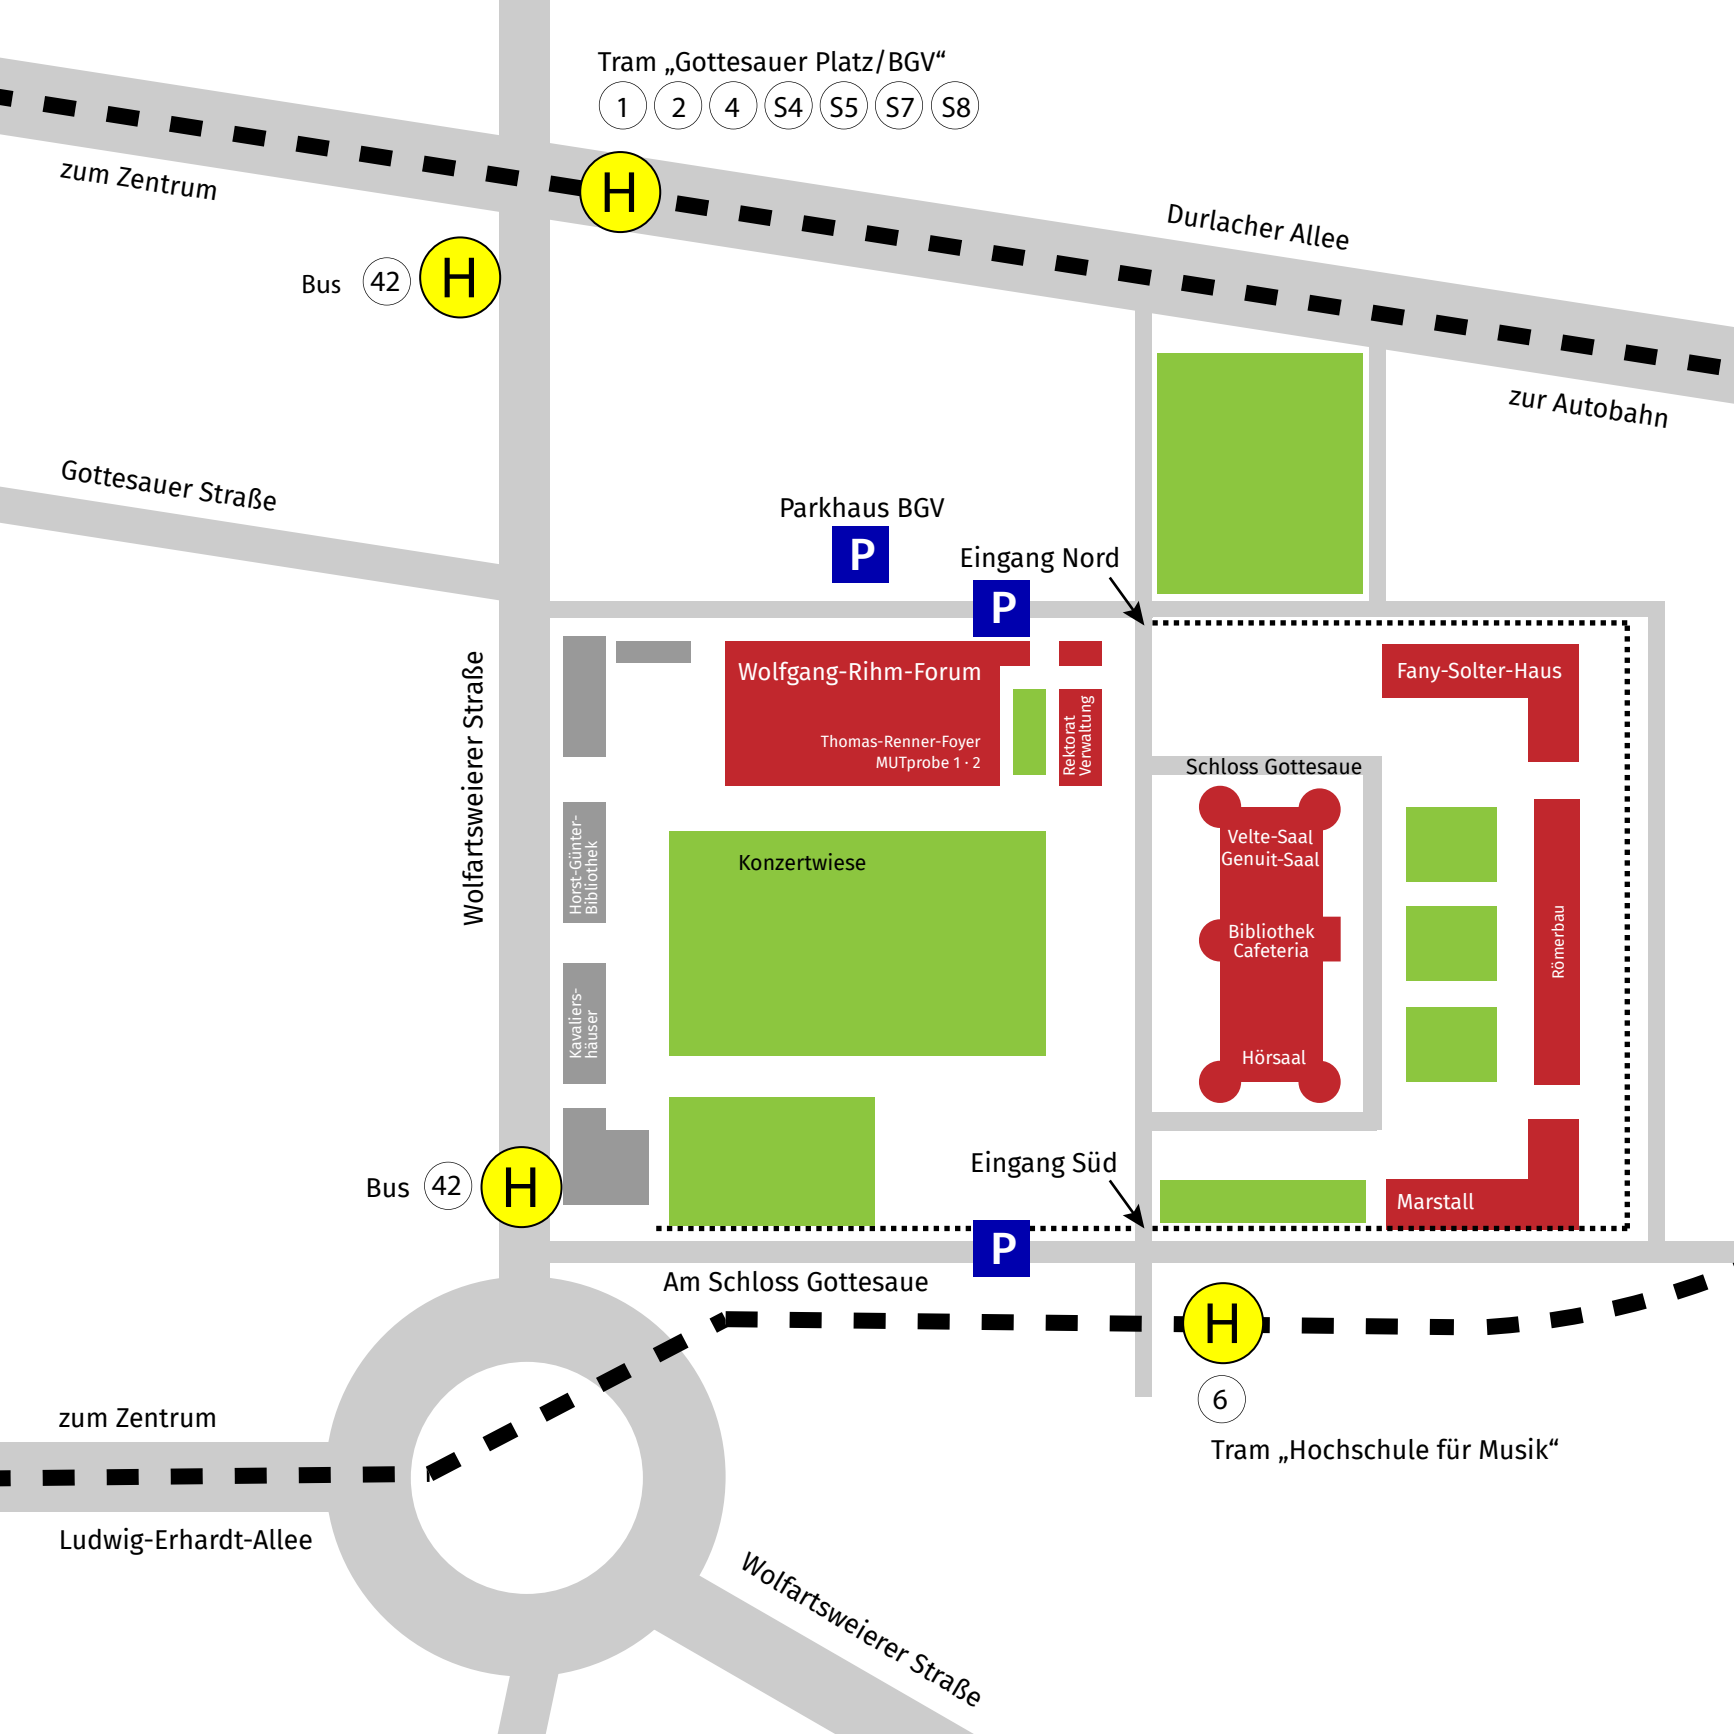 Tram „Gottesauer Platz/BGV“
1 2 4 S4 S5 S7 S8
H
zum Zentrum
Durlacher Allee
Bus 42 H
zur Autobahn
Gottesauer Straße
Parkhaus BGV
P
Eingang Nord
P
Wolfartsweierer Straße
Wolfgang-Rihm-Forum
Thomas-Renner-Foyer
MUTprobe 1 · 2
Rektorat
Verwaltung
Fany-Solter-Haus
Schloss Gottesaue
Velte-Saal
Genuit-Saal
Bibliothek
Cafeteria
Hörsaal
Römerbau
Horst-Günter-
Bibliothek
Konzertwiese
Kavaliers-
häuser
Eingang Süd
Bus 42 H
Marstall
P
Am Schloss Gottesaue
H
6
Tram „Hochschule für Musik“
zum Zentrum
Ludwig-Erhardt-Allee
Wolfartsweierer Straße